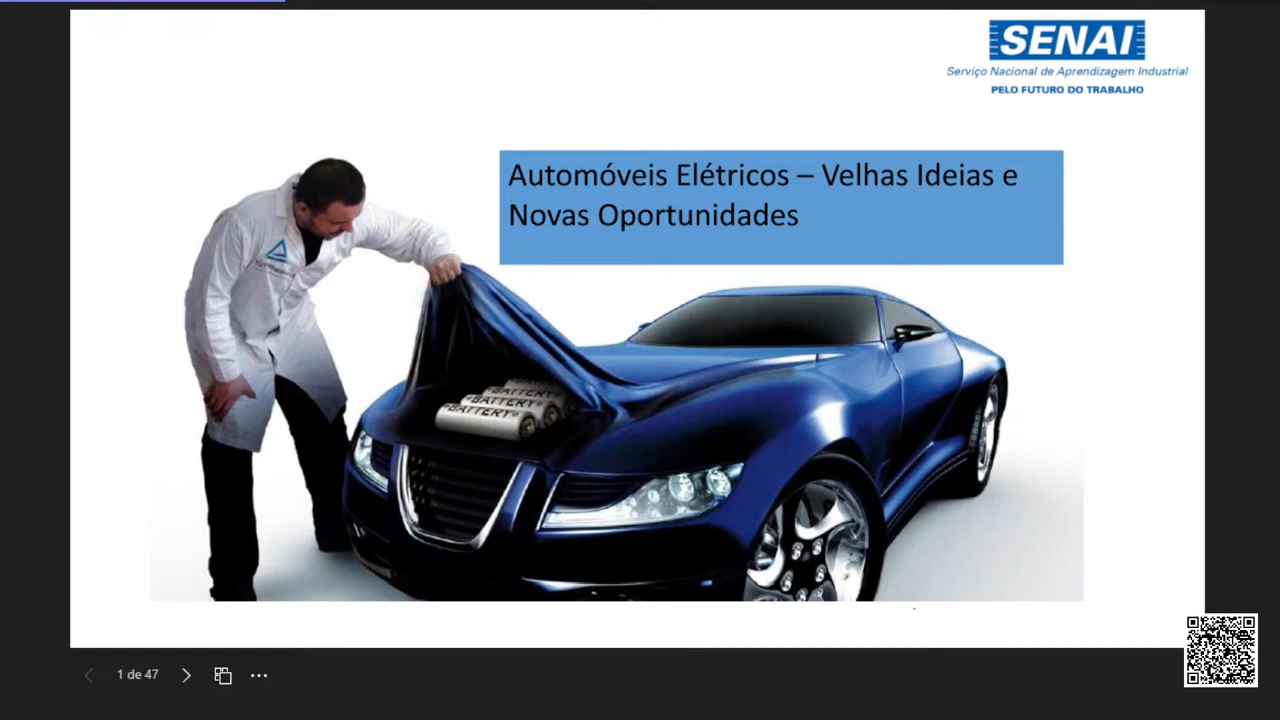 SENAI
Serviço Nacional de Aprendizagem Industrial
PELO FUTURO DO TRABALHO
Automóveis Elétricos – Velhas Ideias e
Novas Oportunidades
BATTERY
BATTERY
BATTERY
1 de 47